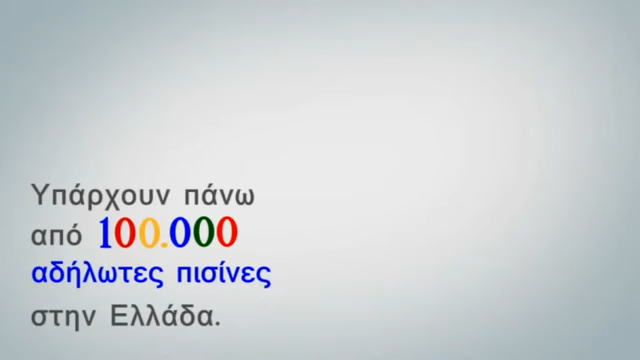 Υπάρχουν πάνω
από 100.000
αδήλωτες πισίνες
στην Ελλάδα.